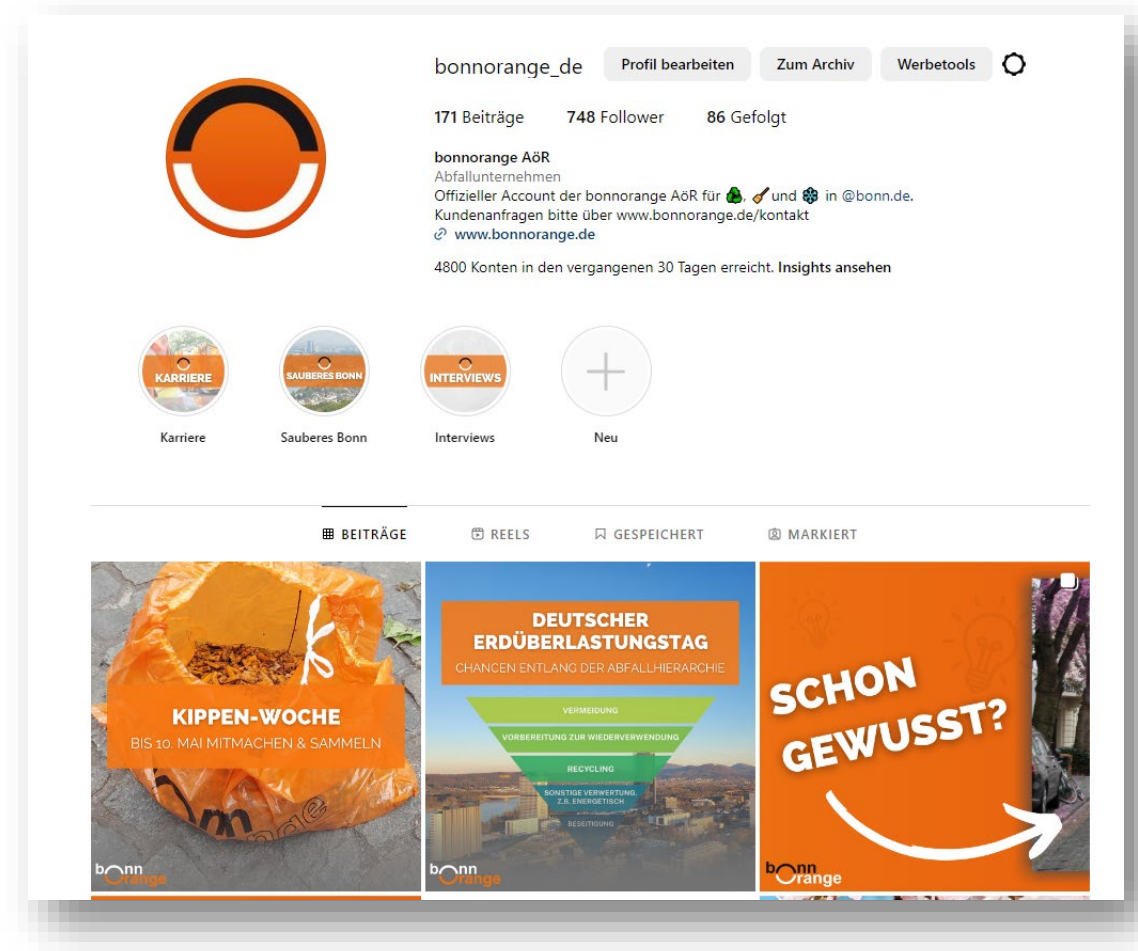 bonnorange_de Profil bearbeiten Zum Archiv Werbetools
171 Beiträge 748 Follower 86 Gefolgt
bonnorange AöR
Abfallunternehmen
Offizieller Account der bonnorange AöR für ♻, 🧹 und ❄ in @bonn.de.
Kundenanfragen bitte über www.bonnorange.de/kontakt
www.bonnorange.de
4800 Konten in den vergangenen 30 Tagen erreicht. Insights ansehen
KARRIERE
SAUBERES BONN
INTERVIEWS
Karriere Sauberes Bonn Interviews Neu
BEITRÄGE REELS GESPEICHERT MARKIERT
KIPPEN-WOCHE
BIS 10. MAI MITMACHEN & SAMMELN
bonn
orange
DEUTSCHER
ERDÜBERLASTUNGSTAG
CHANCEN ENTLANG DER ABFALLHIERARCHIE
VERMEIDUNG
VORBEREITUNG ZUR WIEDERVERWENDUNG
RECYCLING
SONSTIGE VERWERTUNG,
Z.B. ENERGETISCH
BESEITIGUNG
bonn
orange
SCHON
GEWUSST?
bonn
orange